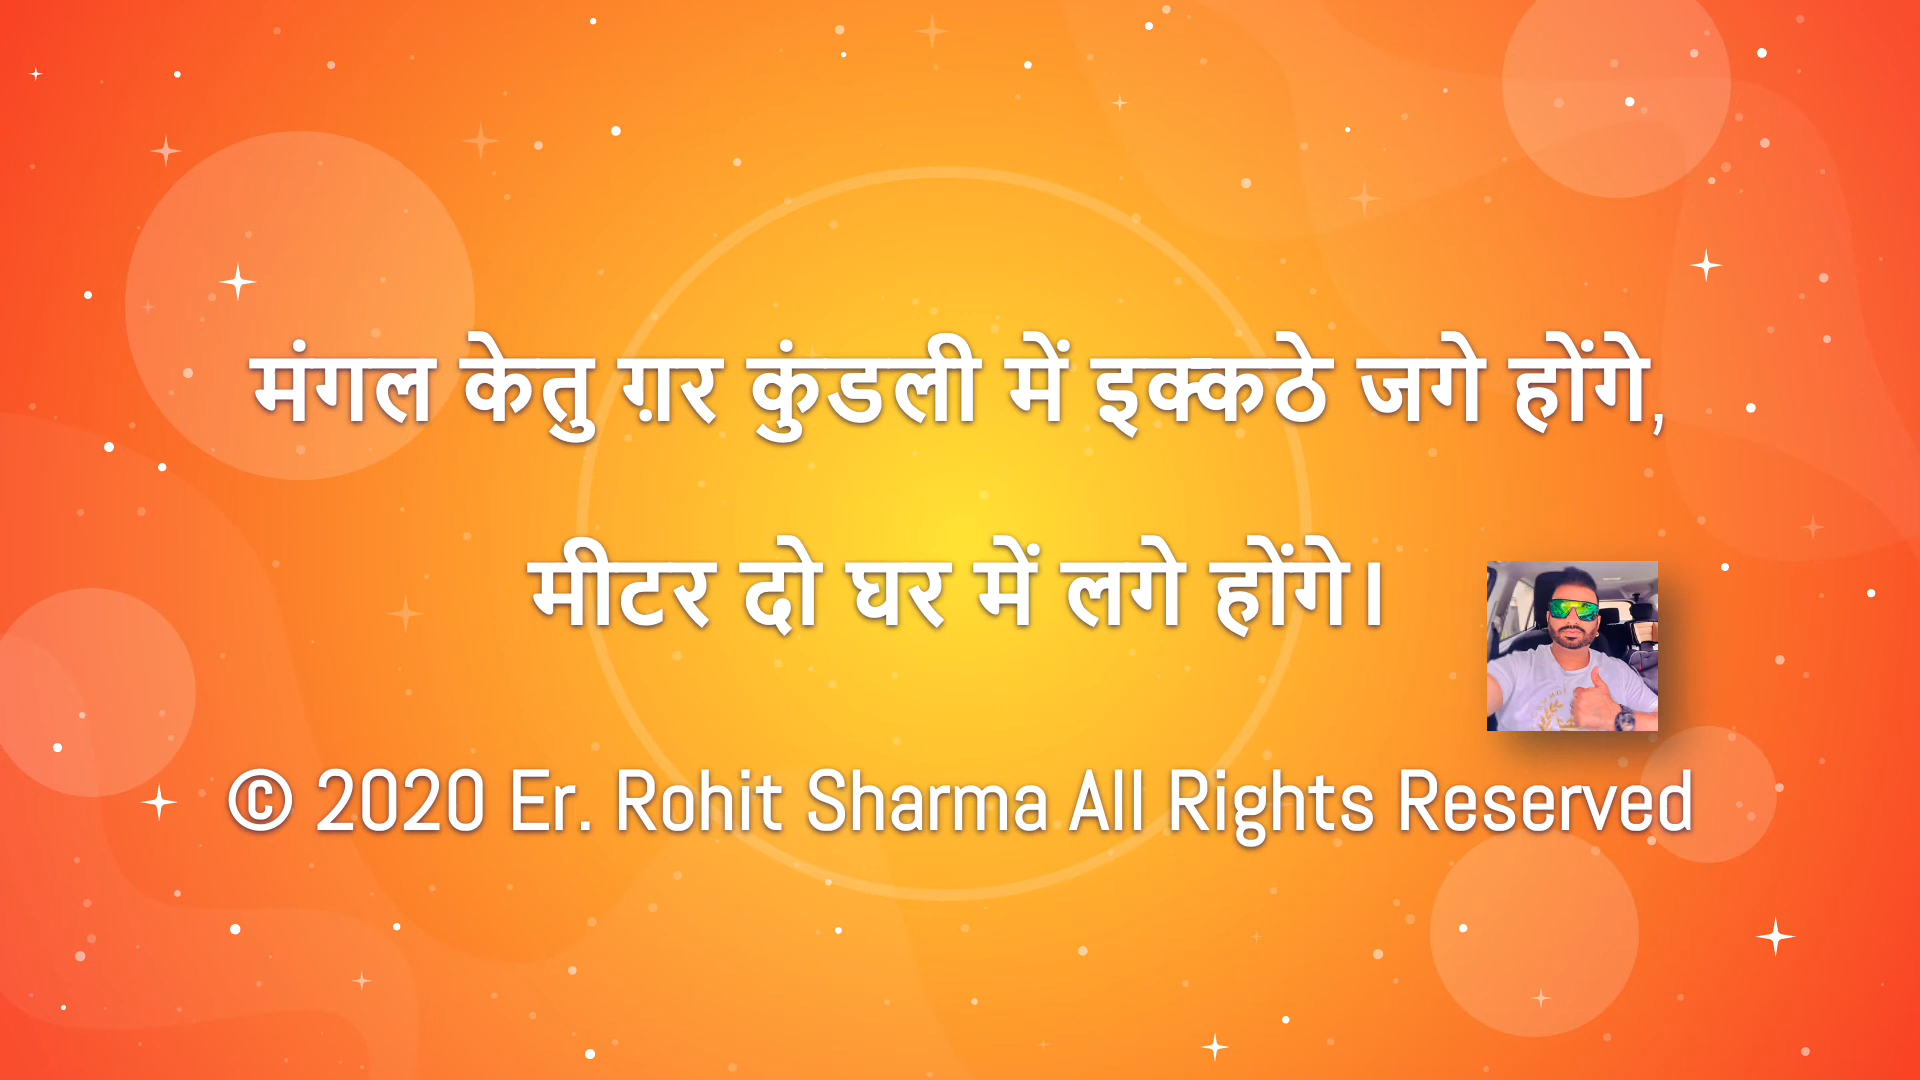 मंगल केतु ग़र कुंडली में इक्कठे जगे होंगे,
मीटर दो घर में लगे होंगे।
© 2020 Er. Rohit Sharma All Rights Reserved